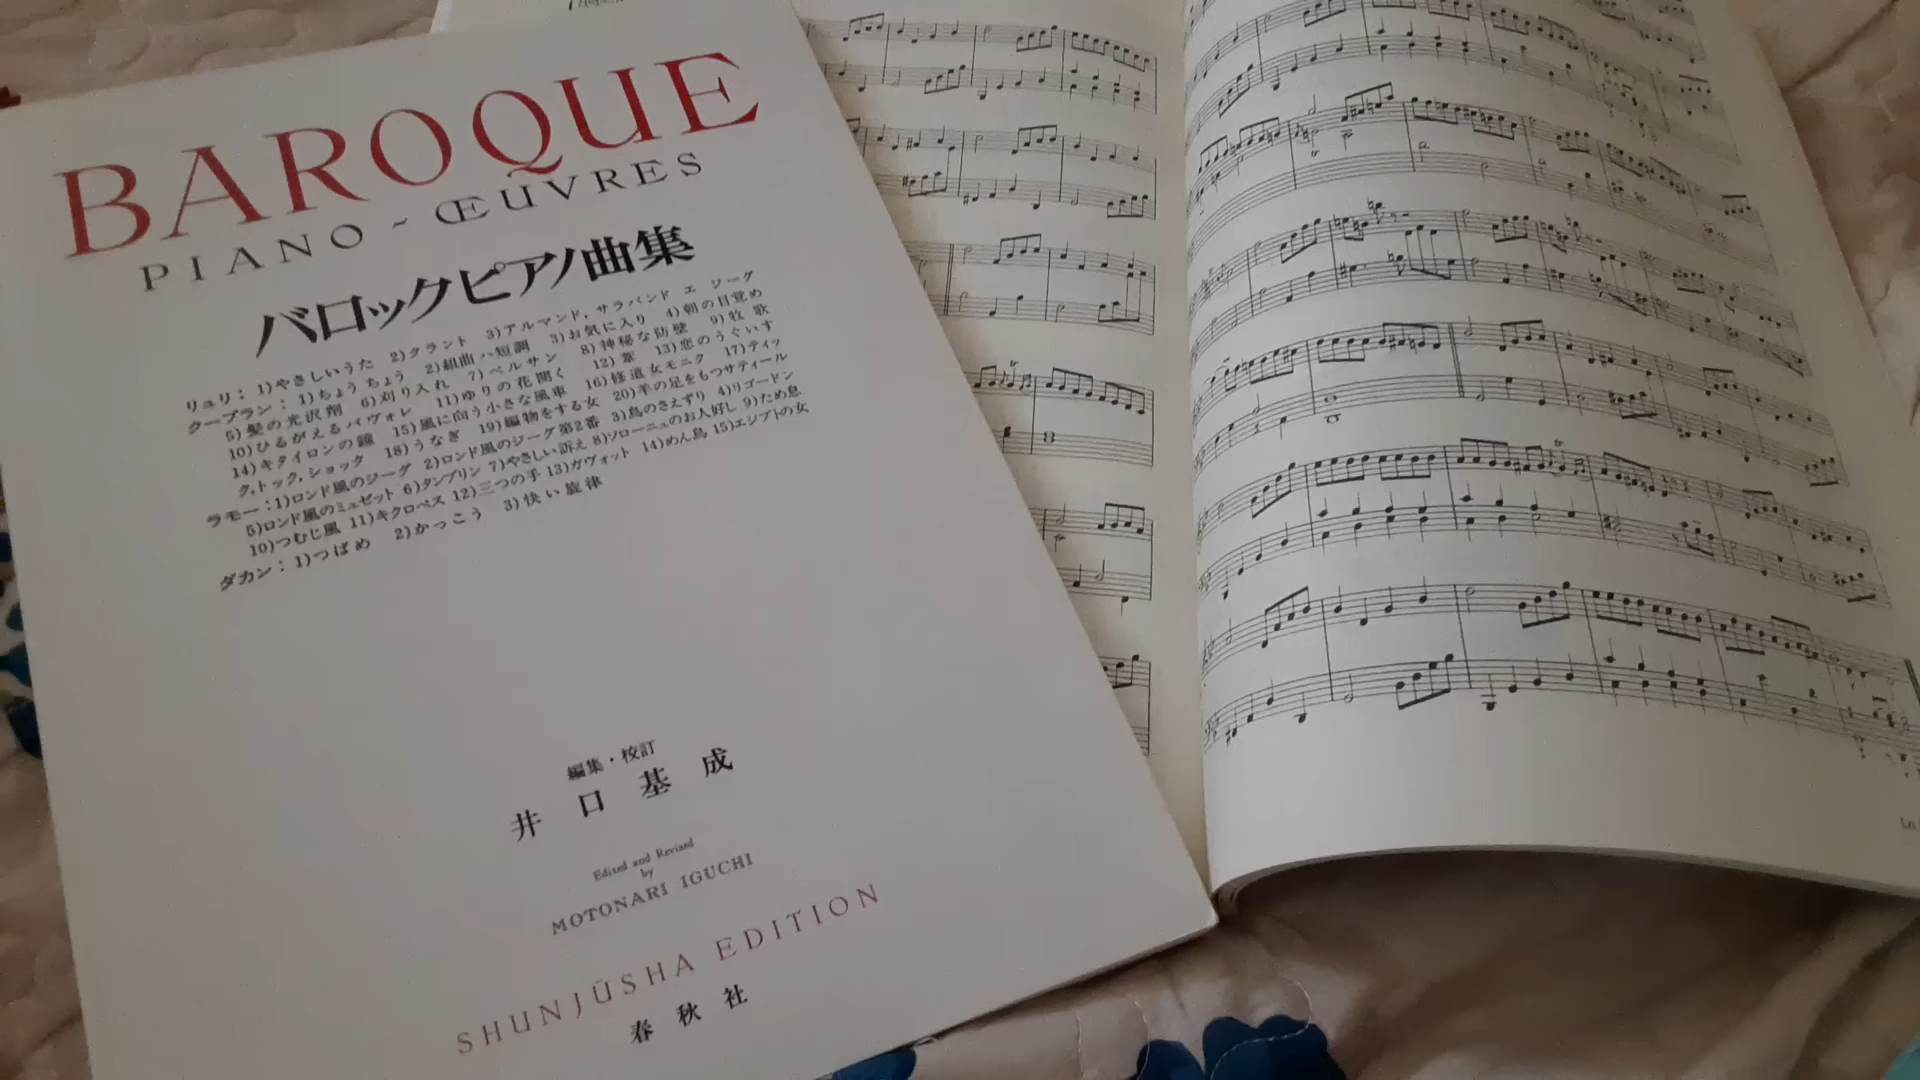 BAROQUE
PIANO~ŒUVRES
バロックピアノ曲集
リュリ：1)やさしいうた 2)クラント 3)アルマンド，サラバンド エ ジーグ
クープラン：1)ちょうちょう 2)組曲ハ短調 3)お気に入り 4)朝の目覚め
5)髪の光沢剤 6)刈り入れ 7)ベルサン 8)神秘な防壁 9)牧歌
10)ひるがえるバヴォレ 11)ゆりの花開く 12)葦 13)恋のうぐいす
14)キタイロンの鐘 15)風に向う小さな風車 16)修道女モニク 17)ティッ
ク，トック，ショック 18)うなぎ 19)編物をする女 20)羊の足をもつサティール
ラモー：1)ロンド風のジーグ 2)ロンド風のジーグ第2番 3)鳥のさえずり 4)リゴードン
5)ロンド風のミュゼット 6)タンブリン 7)やさしい訴え 8)ソローニュのお人好し 9)ため息
10)つむじ風 11)キクロペス 12)三つの手 13)ガヴォット 14)めん鳥 15)エジプトの女
ダカン：1)つばめ 2)かっこう 3)快い旋律
編集・校訂
井口基成
Edited and Revised
by
MOTONARI IGUCHI
SHUNJŪSHA EDITION
春秋社